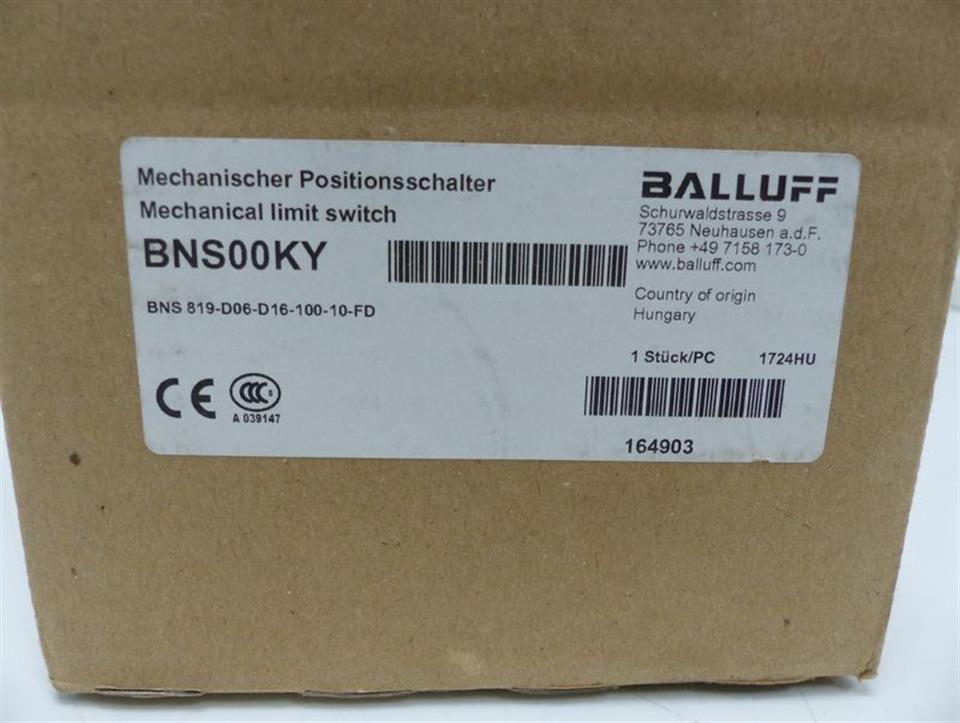 Mechanischer Positionsschalter
Mechanical limit switch
BNS00KY
BNS 819-D06-D16-100-10-FD
CE CCC S
A 039147
BALLUFF
Schurwaldstrasse 9
73765 Neuhausen a.d.F.
Phone +49 7158 173-0
www.balluff.com
Country of origin
Hungary
1 Stück/PC 1724HU
164903